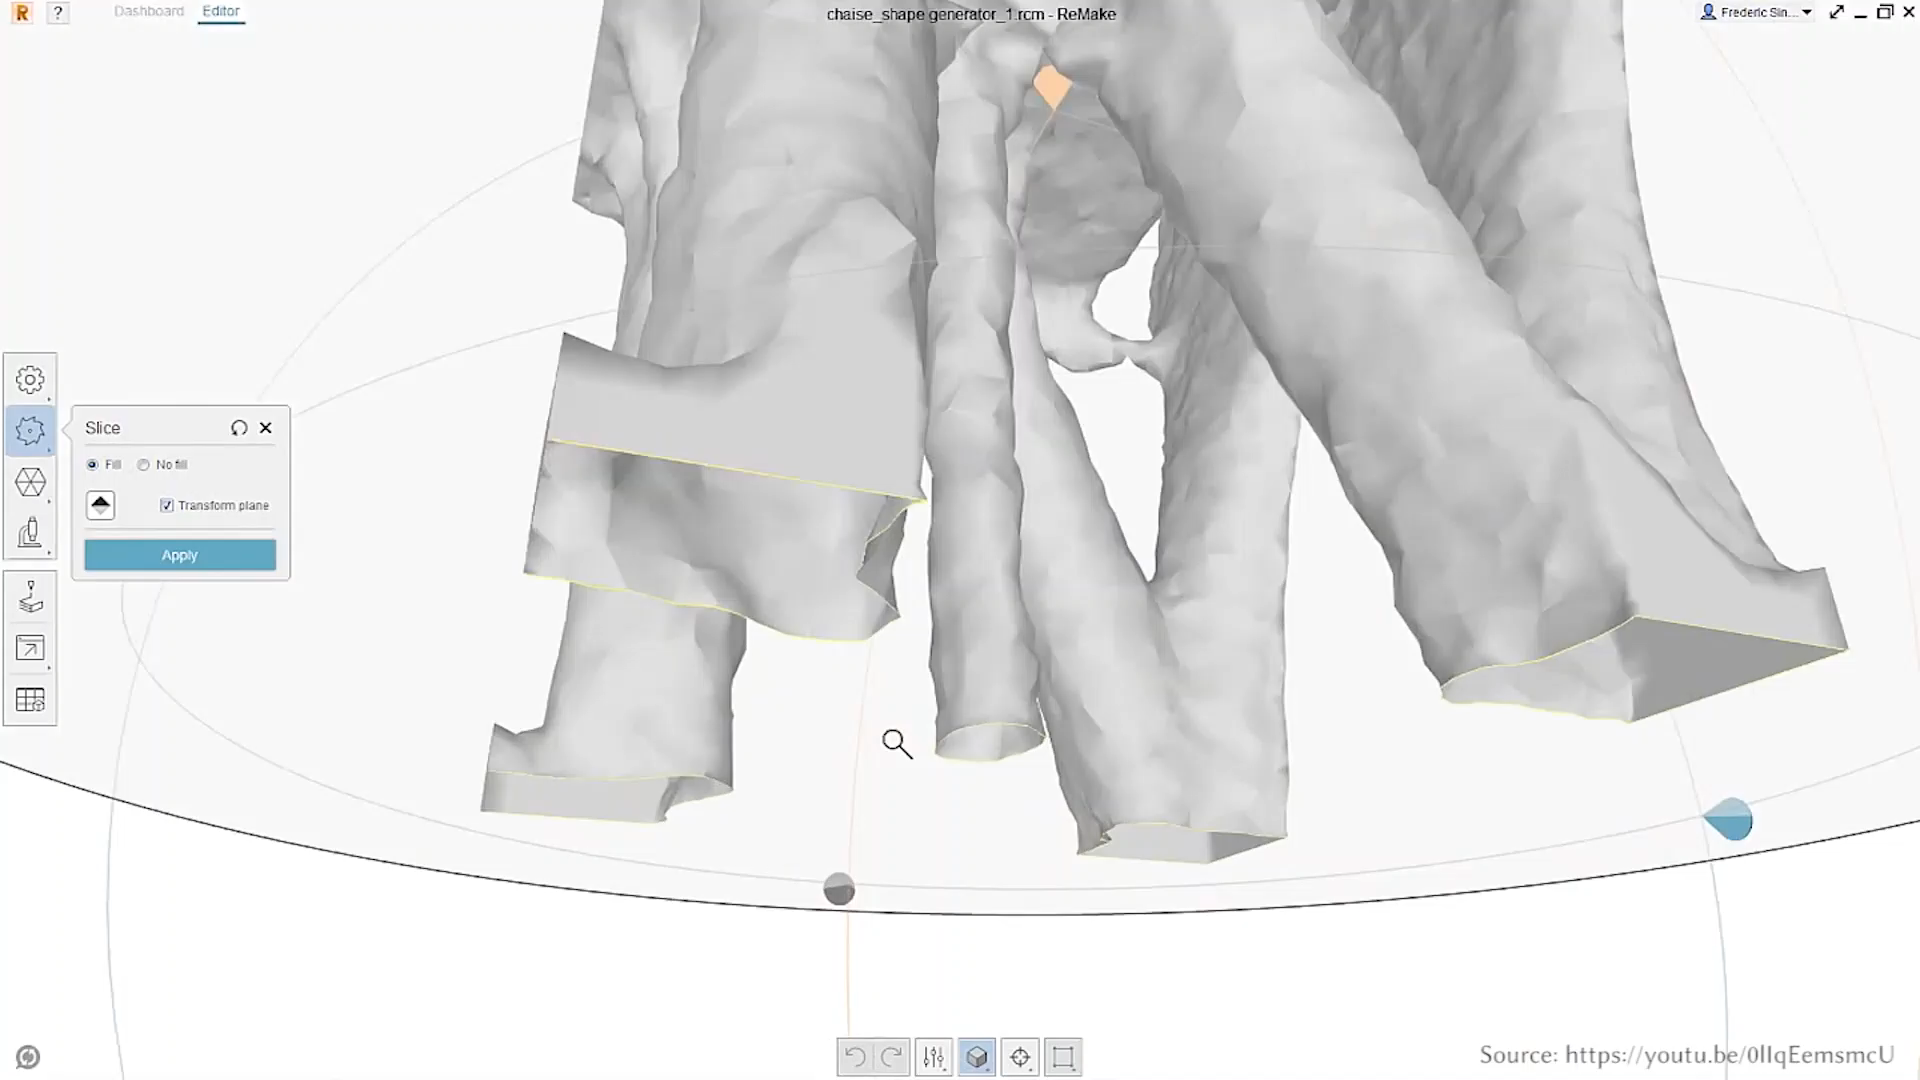 R ? Dashboard Editor chaise_shape generator_1.rcm - ReMake Frederic Sin...
Slice
Fill No fill
Transform plane
Apply
Source: https://youtu.be/0lIqEemsmcU